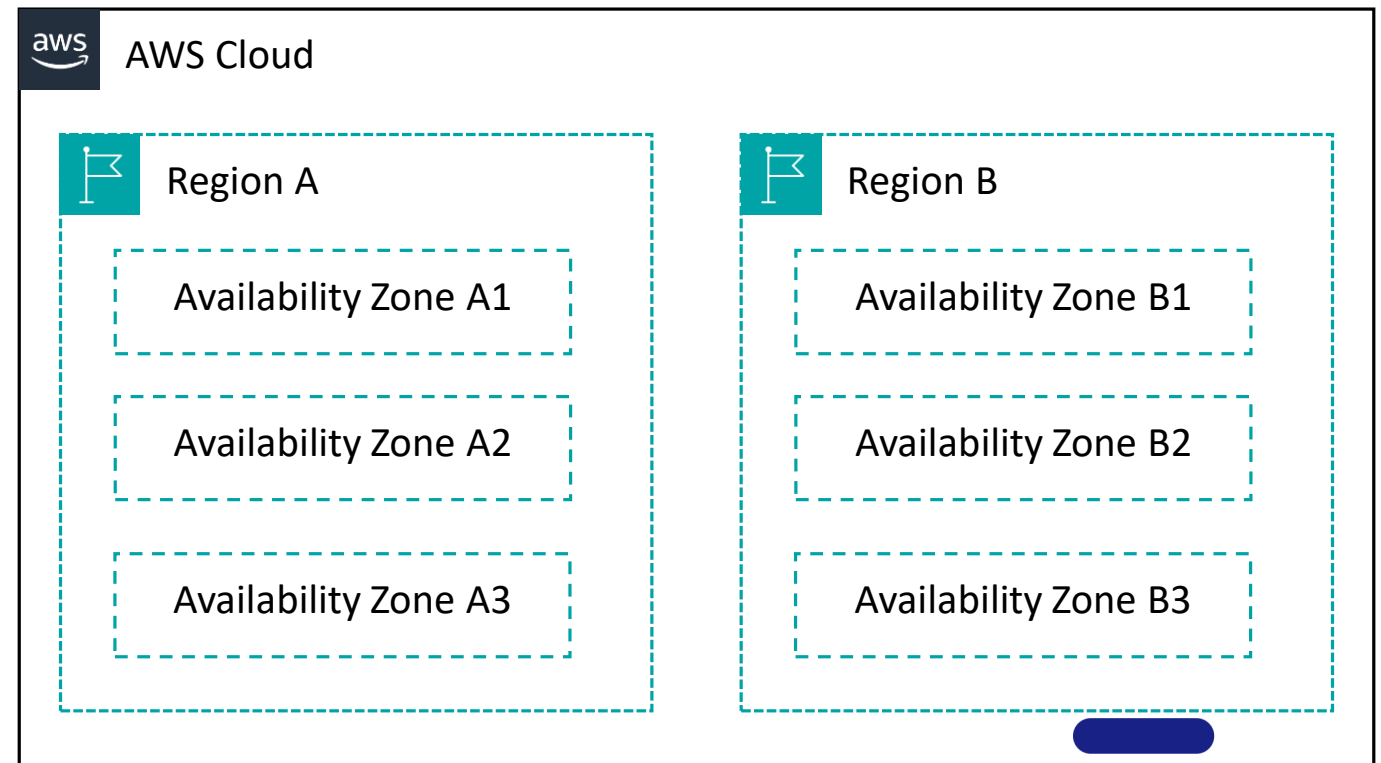 aws
AWS Cloud
Region A
Availability Zone A1
Availability Zone A2
Availability Zone A3
Region B
Availability Zone B1
Availability Zone B2
Availability Zone B3